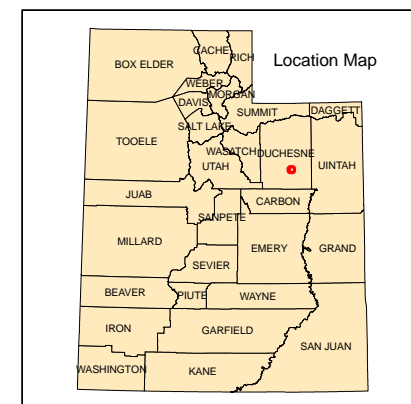 Location Map
CACHE
RICH
BOX ELDER
WEBER
MORGAN
DAVIS
SUMMIT
DAGGETT
SALT LAKE
TOOELE
WASATCH
DUCHESNE
UTAH
UINTAH
JUAB
CARBON
SANPETE
MILLARD
EMERY
GRAND
SEVIER
BEAVER
PIUTE
WAYNE
IRON
GARFIELD
SAN JUAN
WASHINGTON
KANE